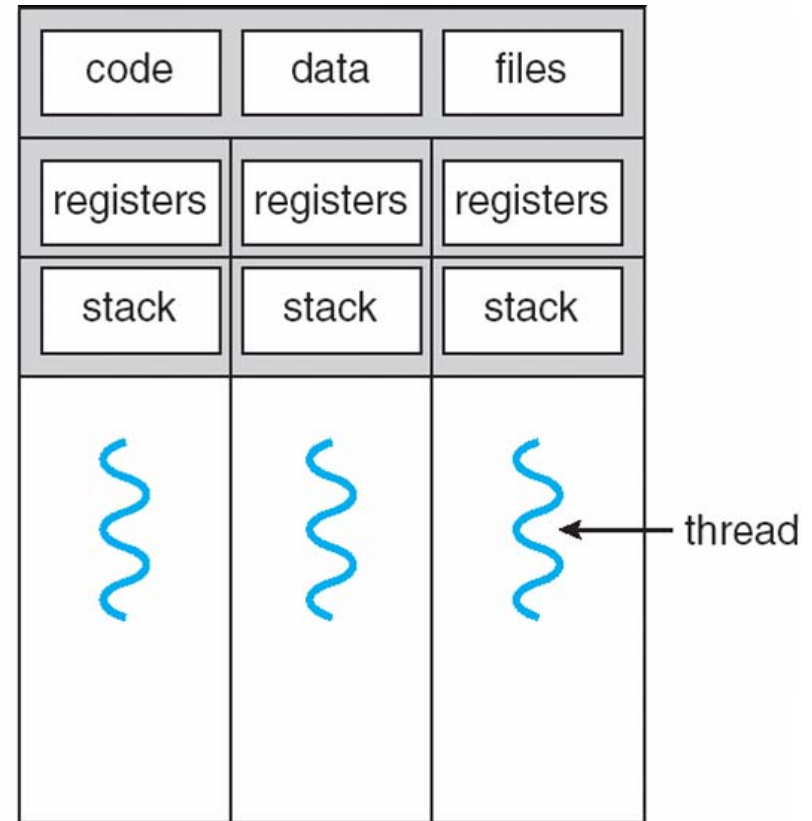 code data files
registers registers registers
stack stack stack
thread